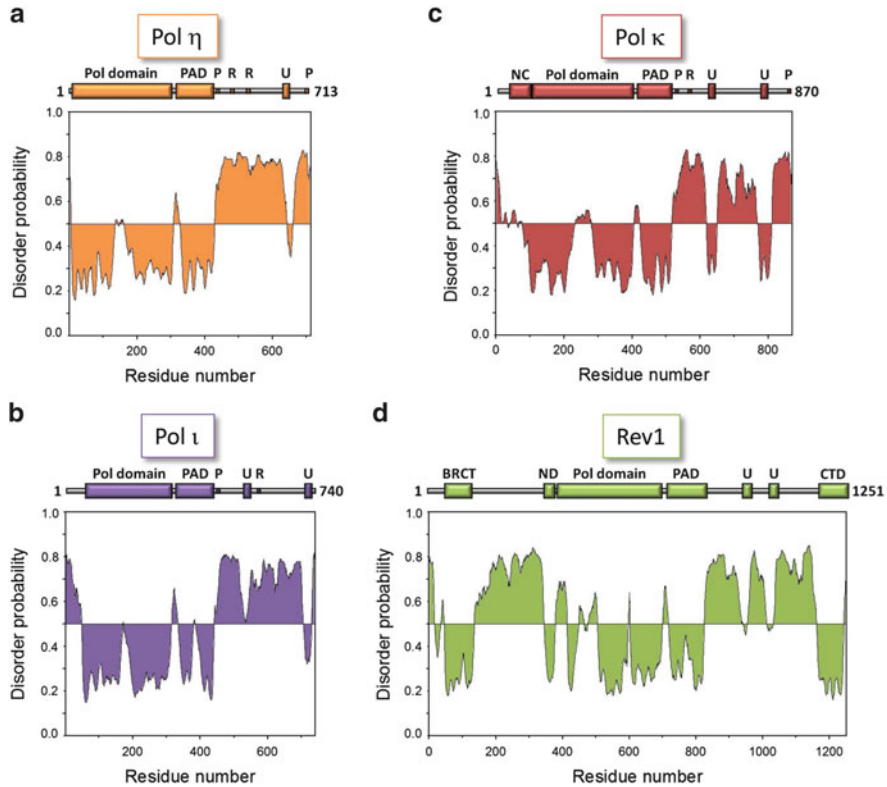 a
Pol η
Pol domain PAD P R R U P
1 713
1.0
0.8
0.6
0.4
0.2
0.0
Disorder probability
200 400 600
Residue number
c
Pol κ
NC Pol domain PAD P R U U P
1 870
1.0
0.8
0.6
0.4
0.2
0.0
Disorder probability
0 200 400 600 800
Residue number
b
Pol ι
Pol domain PAD P U R U
1 740
1.0
0.8
0.6
0.4
0.2
0.0
Disorder probability
200 400 600
Residue number
d
Rev1
BRCT ND Pol domain PAD U U CTD
1 1251
1.0
0.8
0.6
0.4
0.2
0.0
Disorder probability
0 200 400 600 800 1000 1200
Residue number